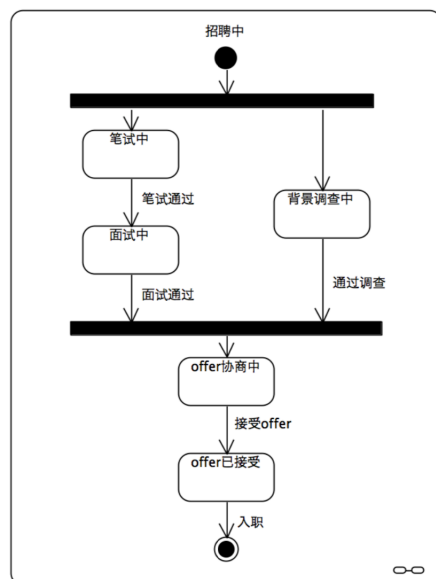 招聘中
笔试中
笔试通过
背景调查中
面试中
面试通过
通过调查
offer协商中
接受offer
offer已接受
入职